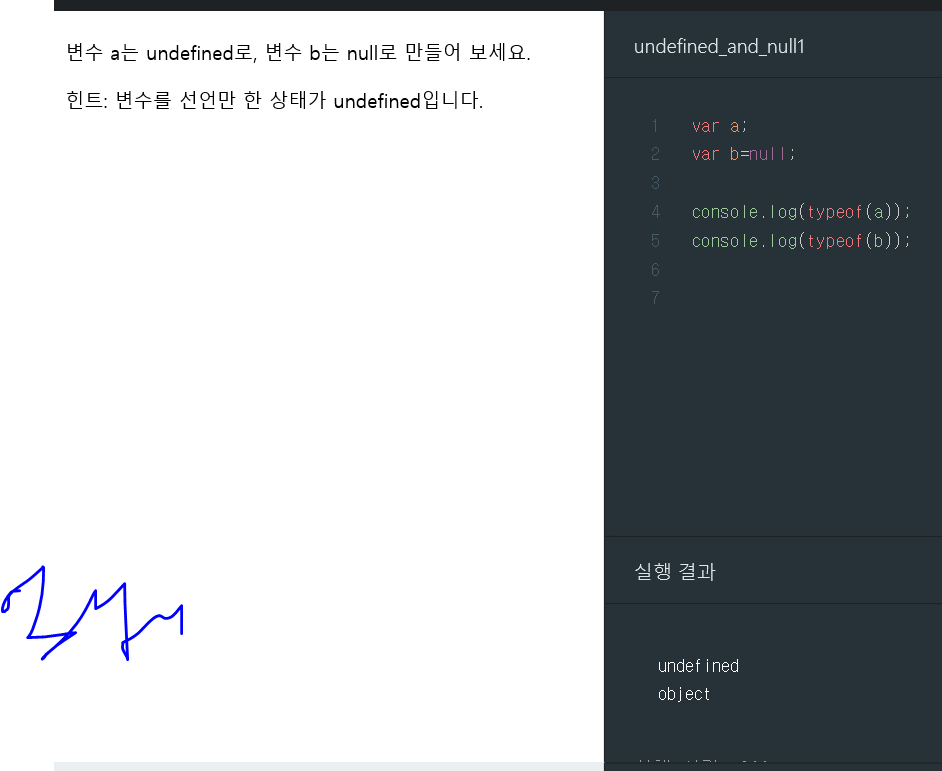 변수 a는 undefined로, 변수 b는 null로 만들어 보세요.
힌트: 변수를 선언만 한 상태가 undefined입니다.
undefined_and_null1
1 var a;
2 var b=null;
3
4 console.log(typeof(a));
5 console.log(typeof(b));
6
7
실행 결과
undefined
object